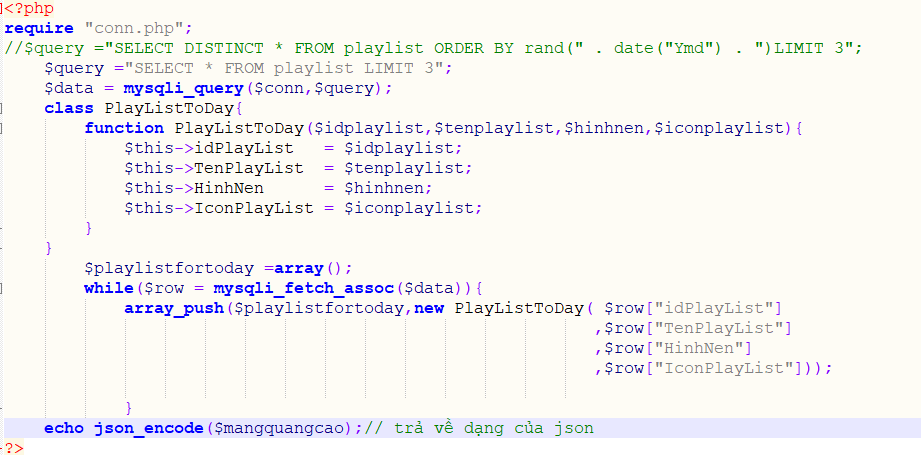 <?php
require "conn.php";
//$query ="SELECT DISTINCT * FROM playlist ORDER BY rand(" . date("Ymd") . ")LIMIT 3";
    $query ="SELECT * FROM playlist LIMIT 3";
    $data = mysqli_query($conn,$query);
    class PlayListToDay{
        function PlayListToDay($idplaylist,$tenplaylist,$hinhnen,$iconplaylist){
            $this->idPlayList   = $idplaylist;
            $this->TenPlayList  = $tenplaylist;
            $this->HinhNen      = $hinhnen;
            $this->IconPlayList = $iconplaylist;
        }
    }
        $playlistfortoday =array();
        while($row = mysqli_fetch_assoc($data)){
            array_push($playlistfortoday,new PlayListToDay( $row["idPlayList"]
                                                           ,$row["TenPlayList"]
                                                           ,$row["HinhNen"]
                                                           ,$row["IconPlayList"]));
            }
    echo json_encode($mangquangcao);// trả về dạng của json
?>